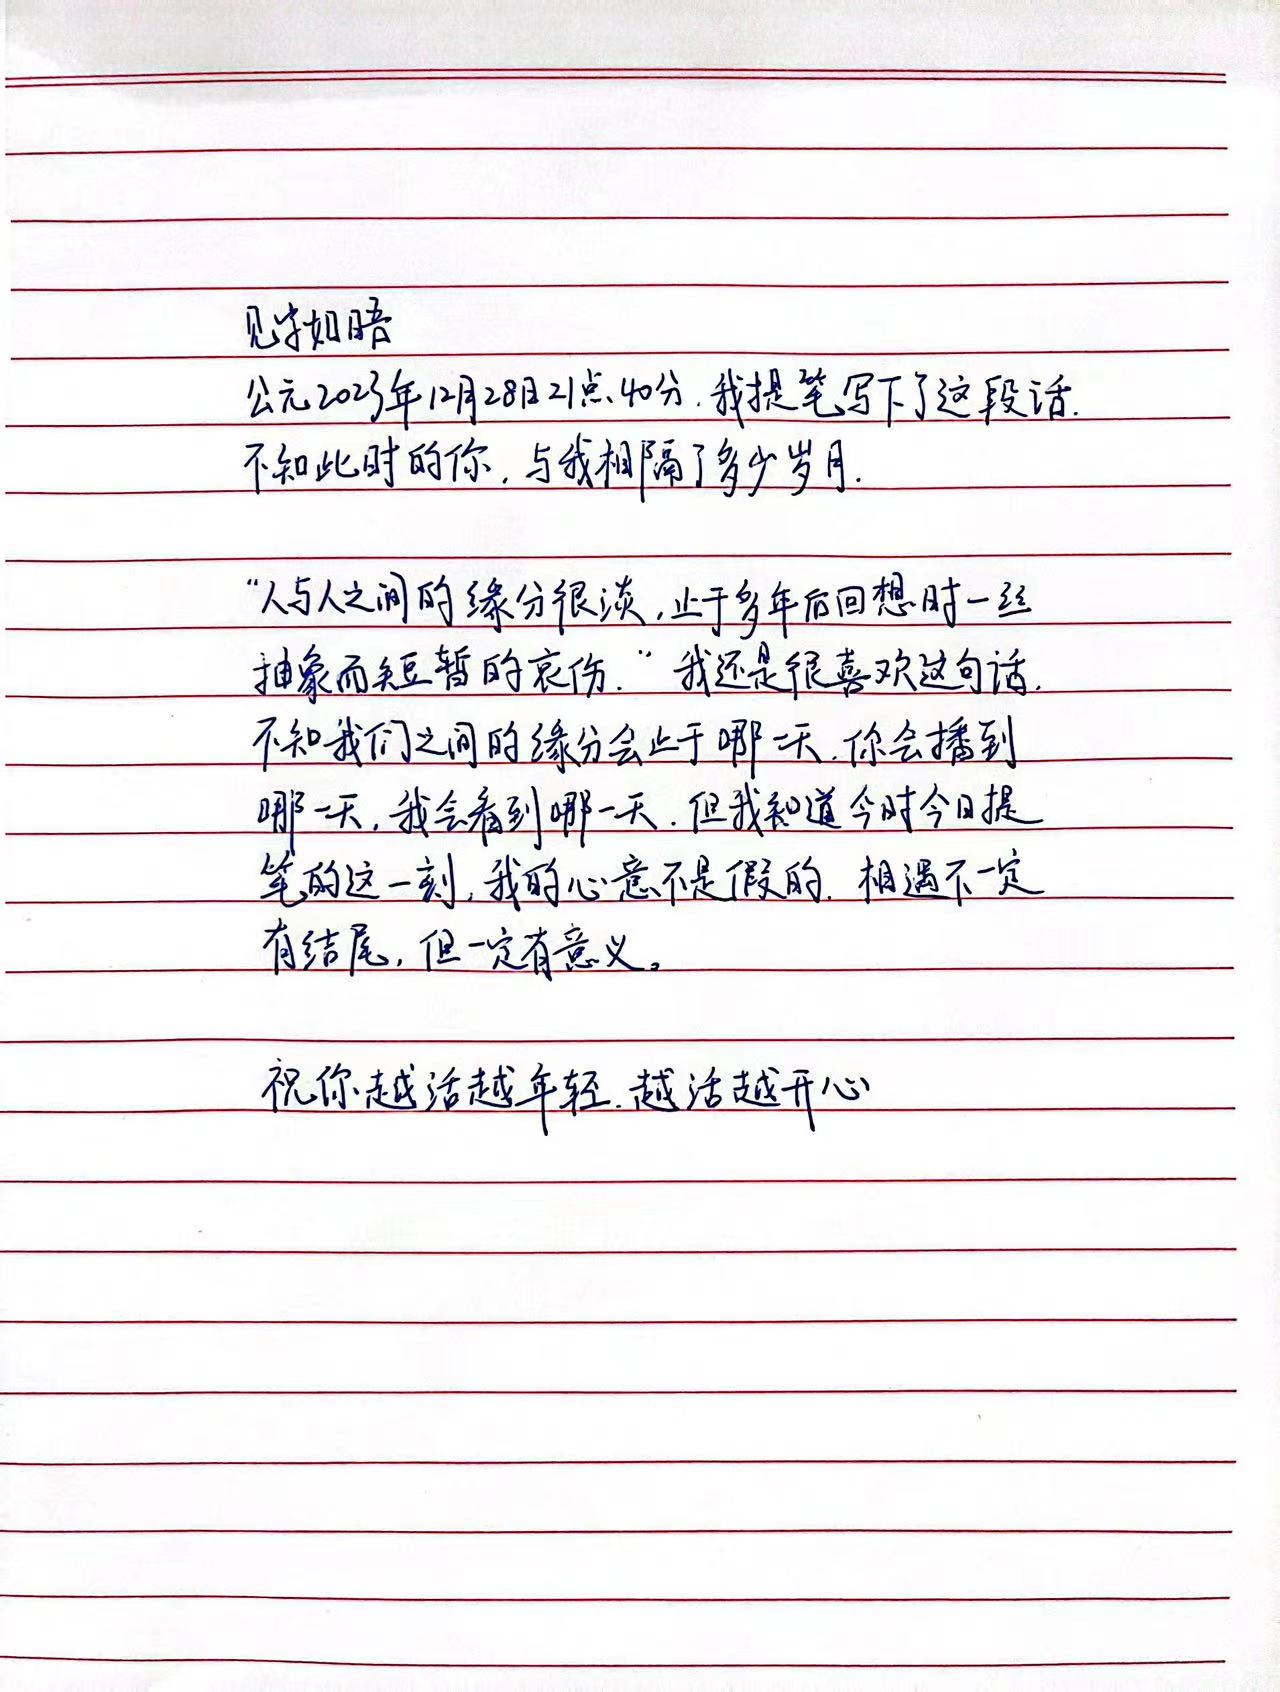 见字如晤
公元2023年12月28日21点40分.我提笔写下了这段话.
不知此时的你,与我相隔了多少岁月.
“人与人之间的缘分很淡,止于多年后回想时一丝
抽象而短暂的哀伤.”我还是很喜欢这句话.
不知我们之间的缘分会止于哪一天.你会播到
哪一天,我会看到哪一天.但我知道今时今日提
笔的这一刻,我的心意不是假的.相遇不一定
有结尾,但一定有意义。
祝你越活越年轻.越活越开心